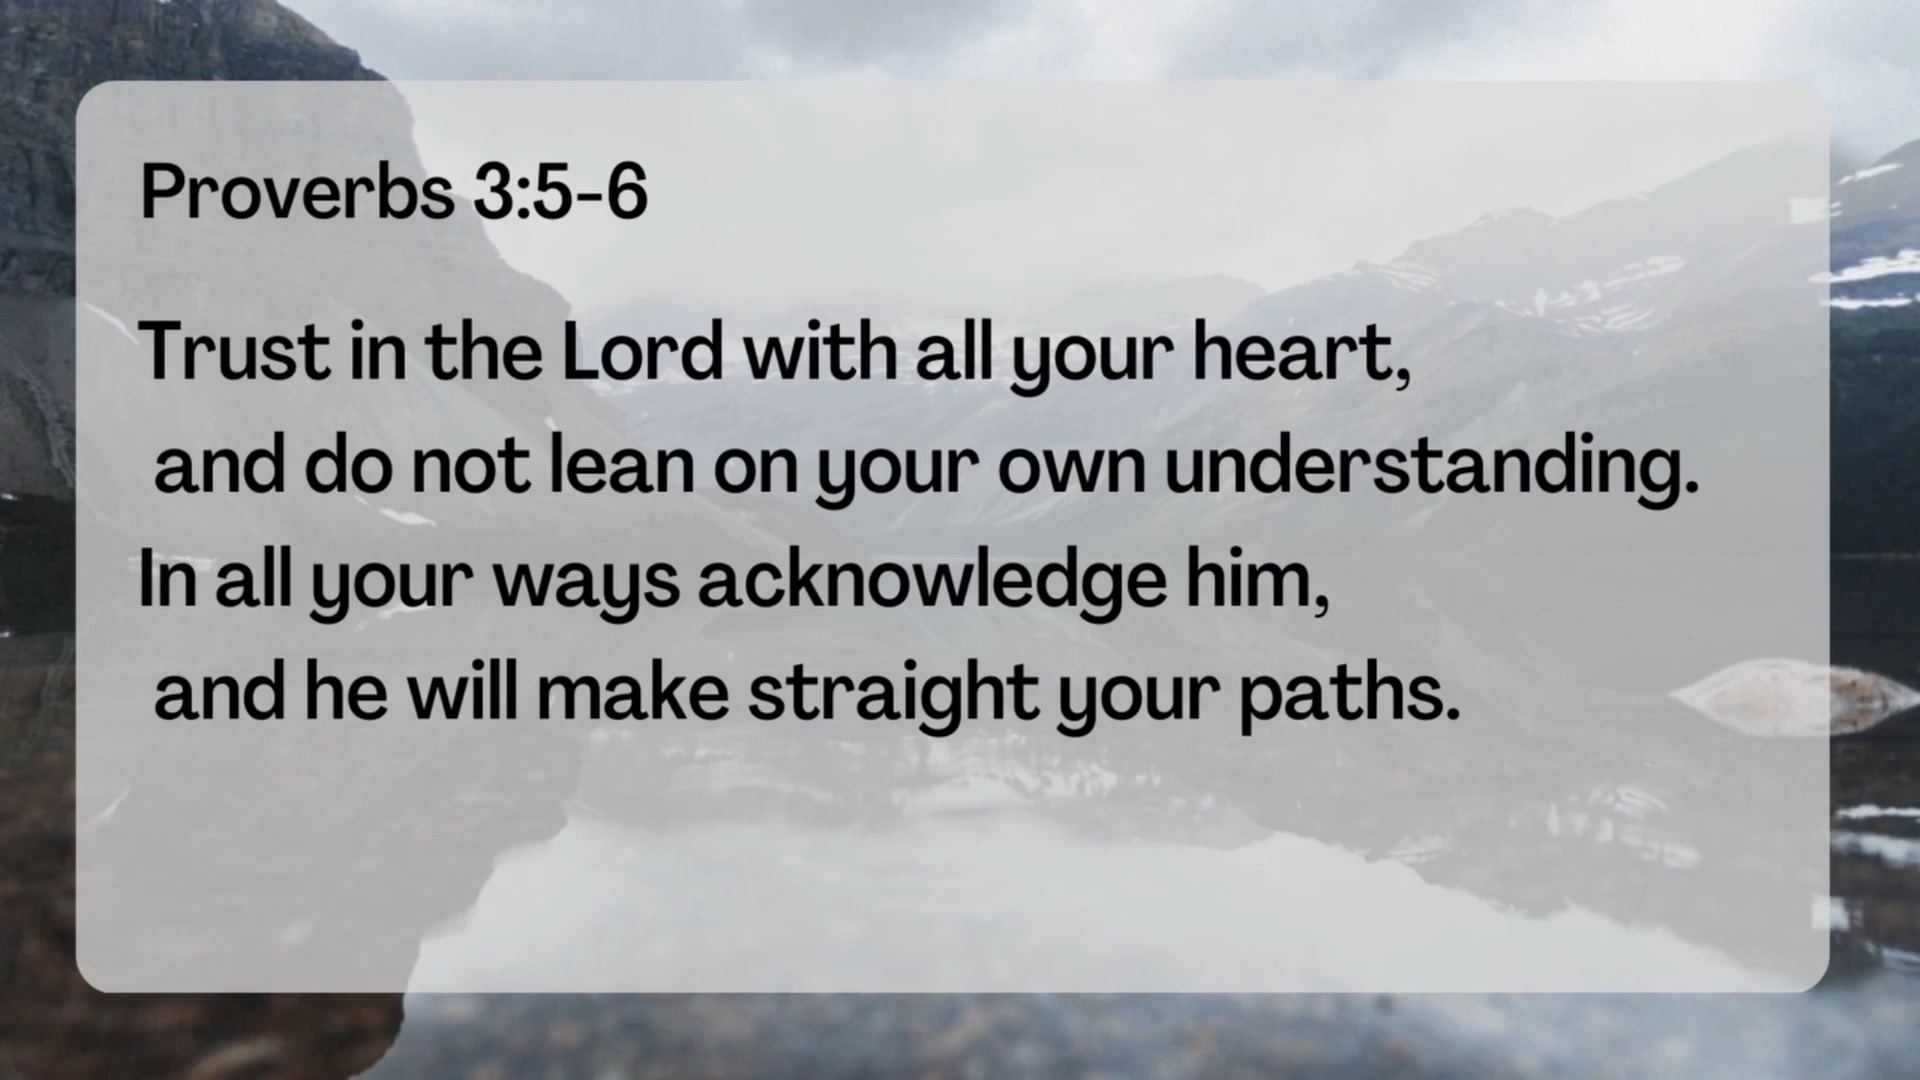 Proverbs 3:5-6
Trust in the Lord with all your heart,
and do not lean on your own understanding.
In all your ways acknowledge him,
and he will make straight your paths.